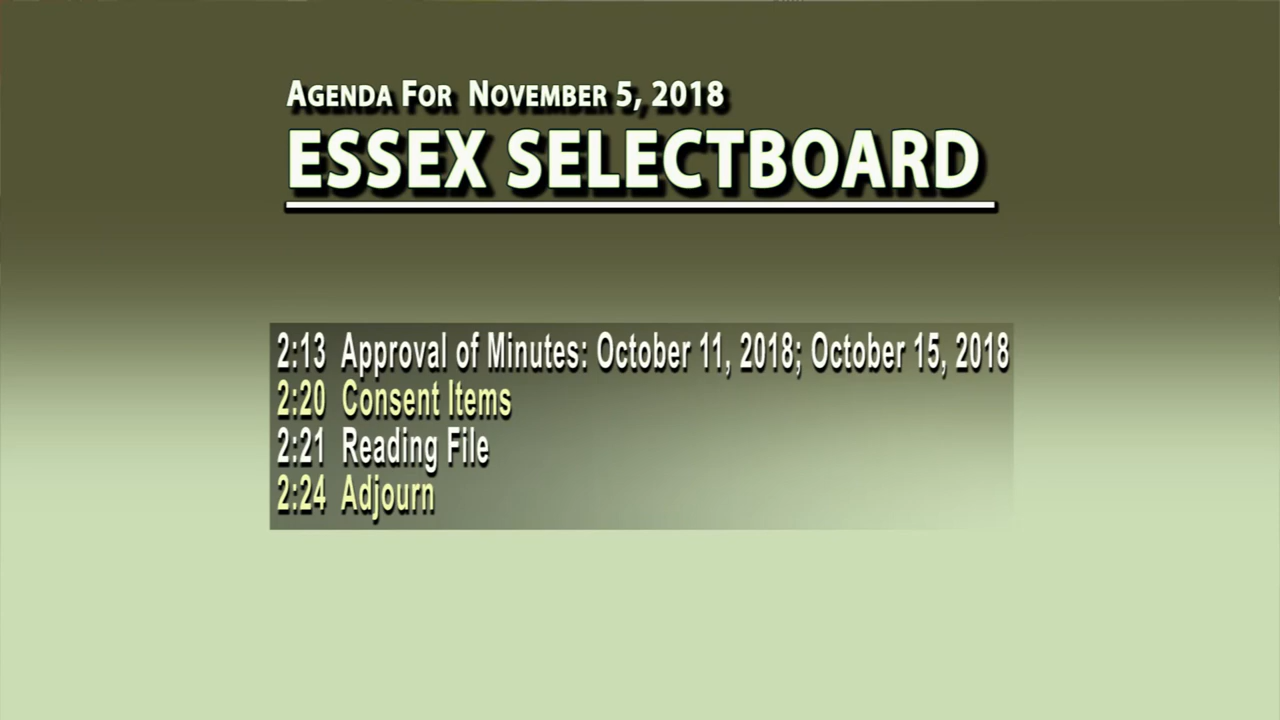 Agenda For November 5, 2018
ESSEX SELECTBOARD
2:13 Approval of Minutes: October 11, 2018; October 15, 2018
2:20 Consent Items
2:21 Reading File
2:24 Adjourn